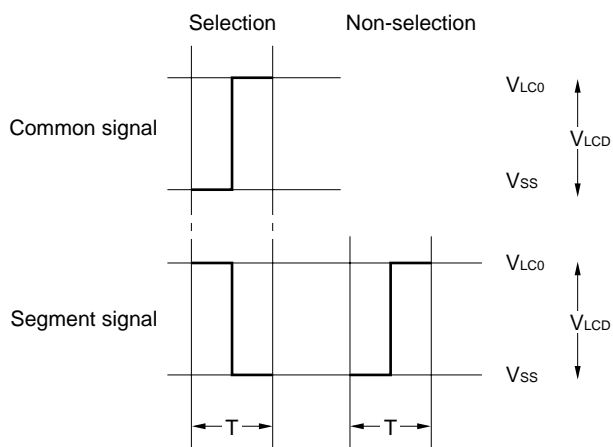 Selection Non-selection
VLC0
Common signal
VLCD
VSS
VLC0
Segment signal
VLCD
VSS
T T